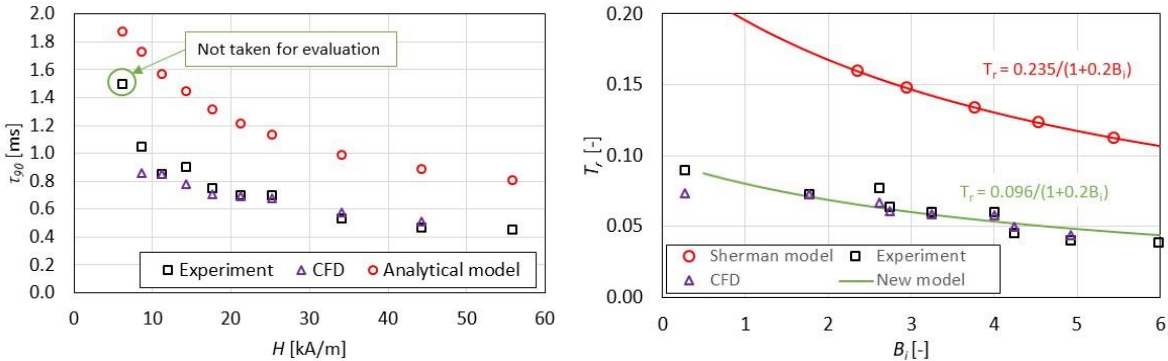 2.0
1.8
1.6
1.4
1.2
1.0
0.8
0.6
0.4
0.2
0.0
τ90 [ms]
Not taken for evaluation
Experiment CFD Analytical model
0 10 20 30 40 50 60
H [kA/m]
0.20
0.15
0.10
0.05
0.00
Tr [-]
Tr = 0.235/(1+0.2Bi)
Tr = 0.096/(1+0.2Bi)
Sherman model Experiment
CFD New model
0 1 2 3 4 5 6
Bi [-]